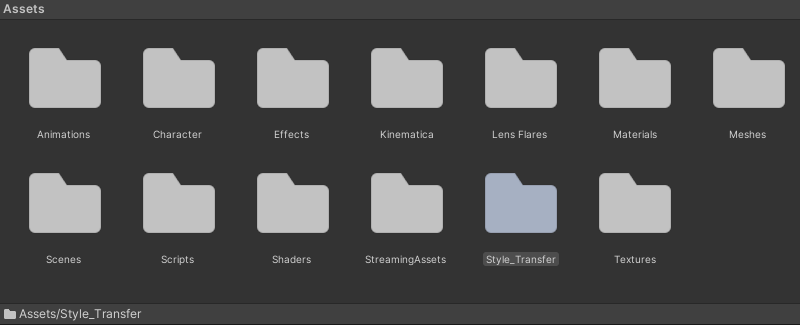 Assets
Animations
Character
Effects
Kinematica
Lens Flares
Materials
Meshes
Scenes
Scripts
Shaders
StreamingAssets
Style_Transfer
Textures
Assets/Style_Transfer